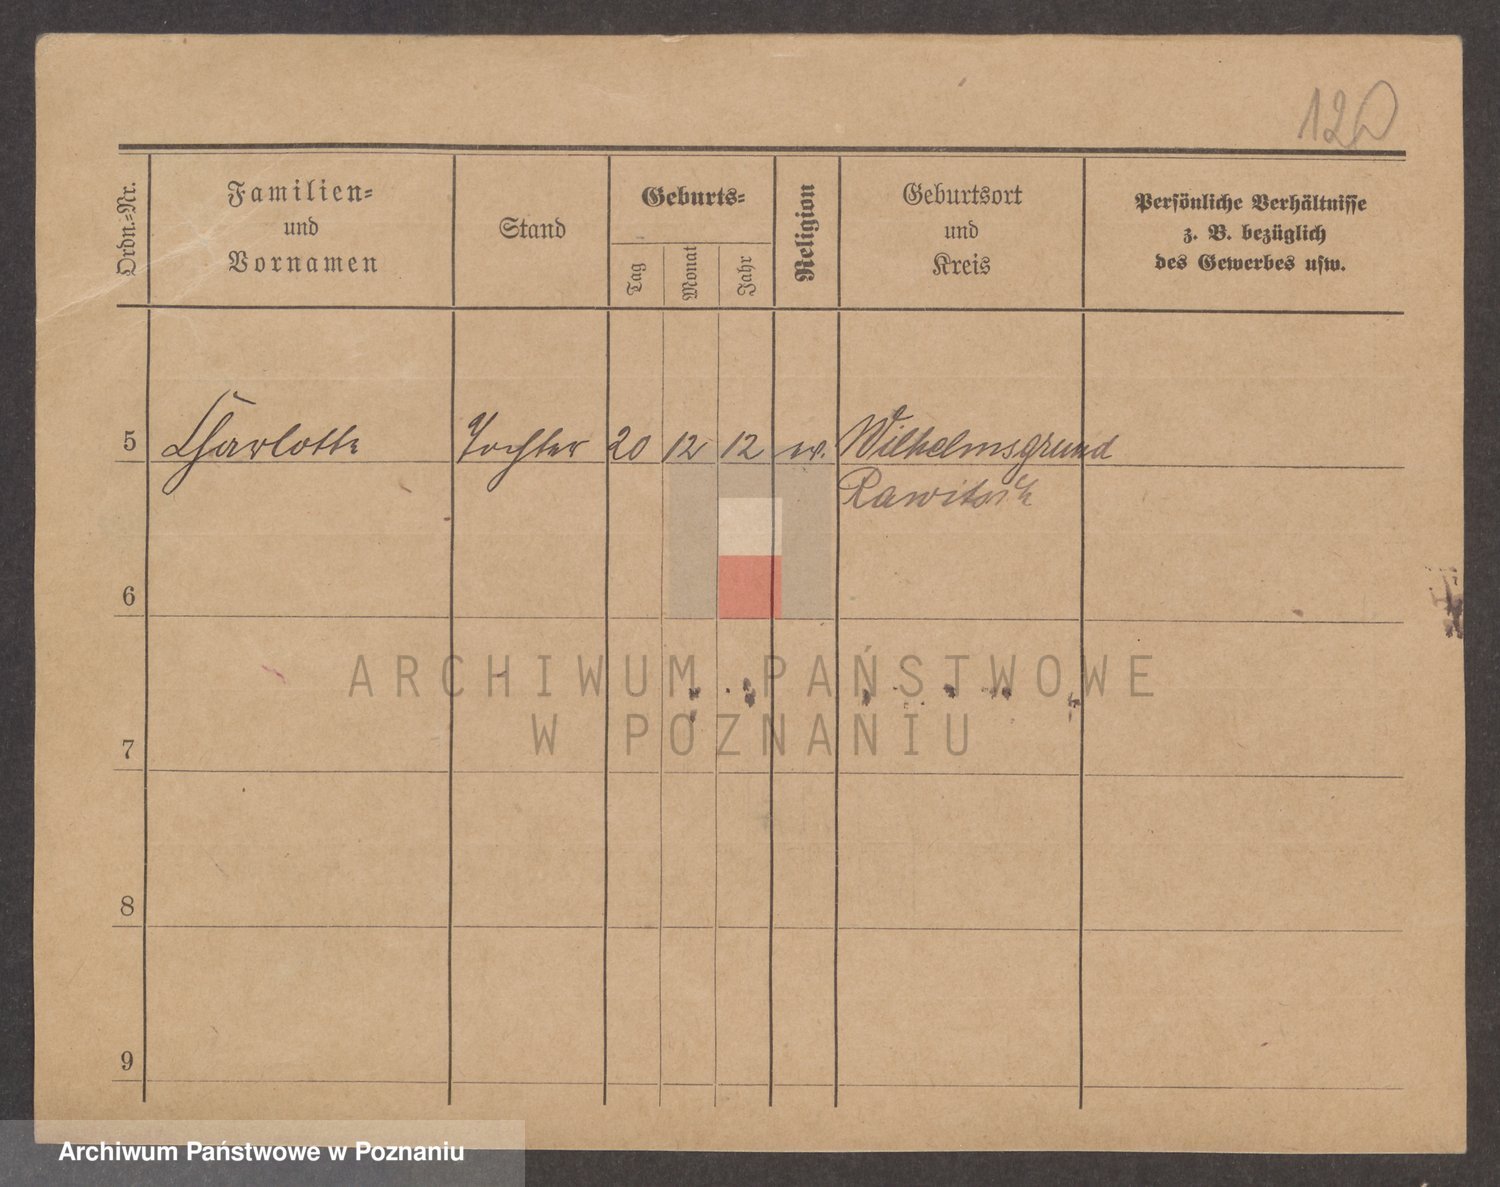 120
Ordn.-Nr.
Familien-
und
Vornamen
Stand
Geburts-
Tag
Monat
Jahr
Religion
Geburtsort
und
Kreis
Persönliche Verhältnisse
z. B. bezüglich
des Gewerbes usw.
5 Charlotte Tochter 20 12 12 ev. Wilhelmsgrund
Rawitsch
6
ARCHIWUM PAŃSTWOWE
W POZNANIU
7
8
9
Archiwum Państwowe w Poznaniu